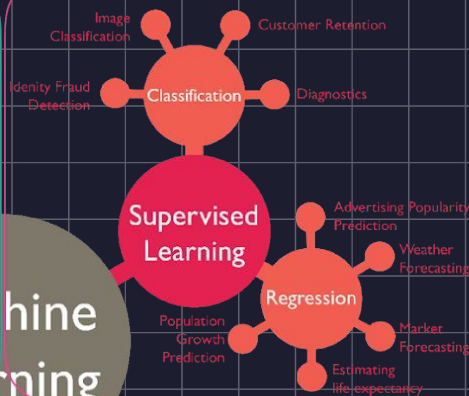 Image
Classification
Customer Retention
Idenity Fraud
Detection
Classification
Diagnostics
Supervised
Learning
Advertising Popularity
Prediction
Weather
Forecasting
Regression
Population
Growth
Prediction
Market
Forecasting
Estimating
life expectancy
hine
rning